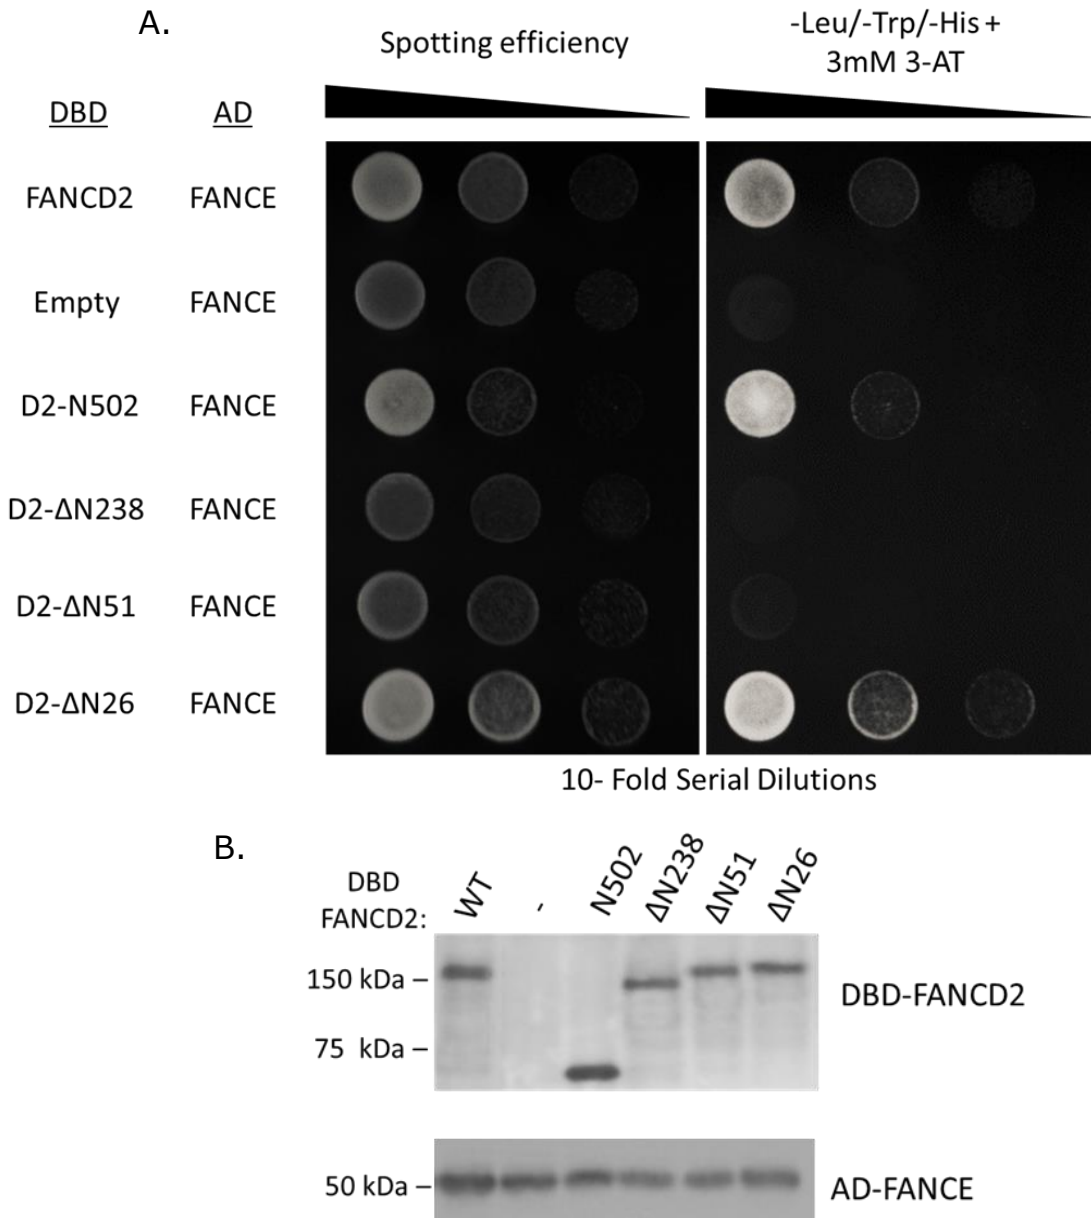 A.
Spotting efficiency
-Leu/-Trp/-His +
3mM 3-AT
DBD AD
FANCD2 FANCE
Empty FANCE
D2-N502 FANCE
D2-ΔN238 FANCE
D2-ΔN51 FANCE
D2-ΔN26 FANCE
10- Fold Serial Dilutions
B.
DBD
FANCD2: WT - N502 ΔN238 ΔN51 ΔN26
150 kDa –
DBD-FANCD2
75 kDa –
50 kDa –
AD-FANCE